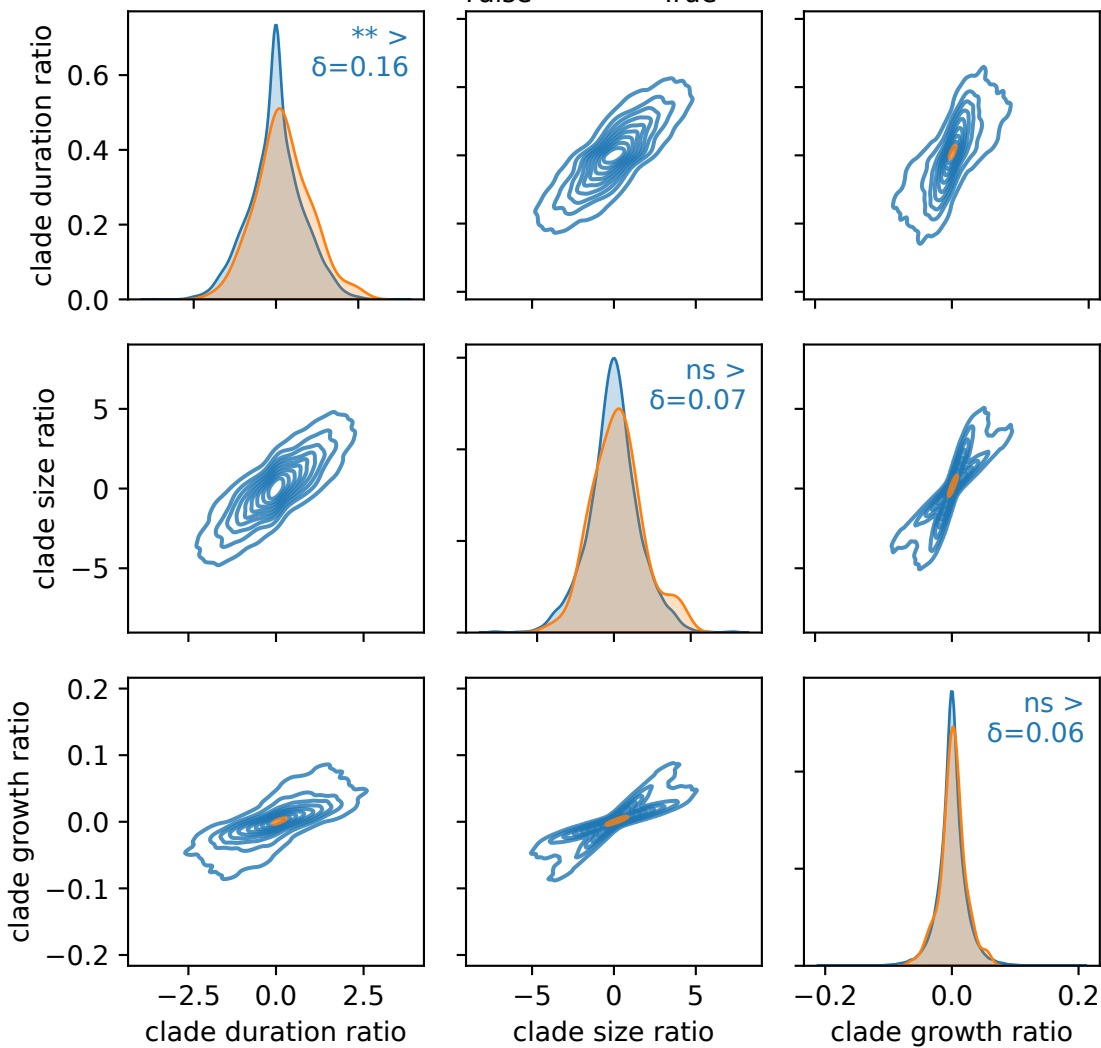 ** >
δ=0.16
clade duration ratio
0.6
0.4
0.2
0.0
ns >
δ=0.07
clade size ratio
5
0
−5
ns >
δ=0.06
clade growth ratio
0.2
0.1
0.0
−0.1
−0.2
−2.5 0.0 2.5
−5 0 5
−0.2 0.0 0.2
clade duration ratio
clade size ratio
clade growth ratio